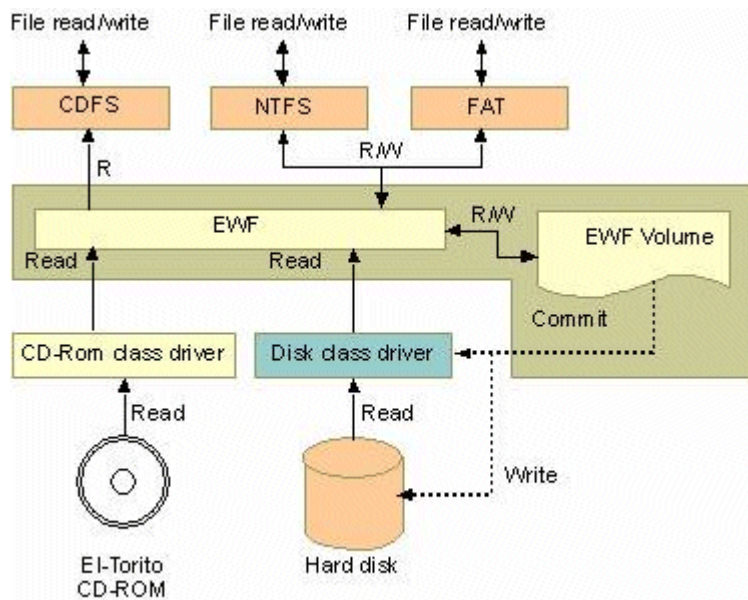 File read/write File read/write File read/write
CDFS NTFS FAT
R/W
R
EWF
R/W
EWF Volume
Read Read
Commit
CD-Rom class driver Disk class driver
Read Read
Write
El-Torito
CD-ROM
Hard disk